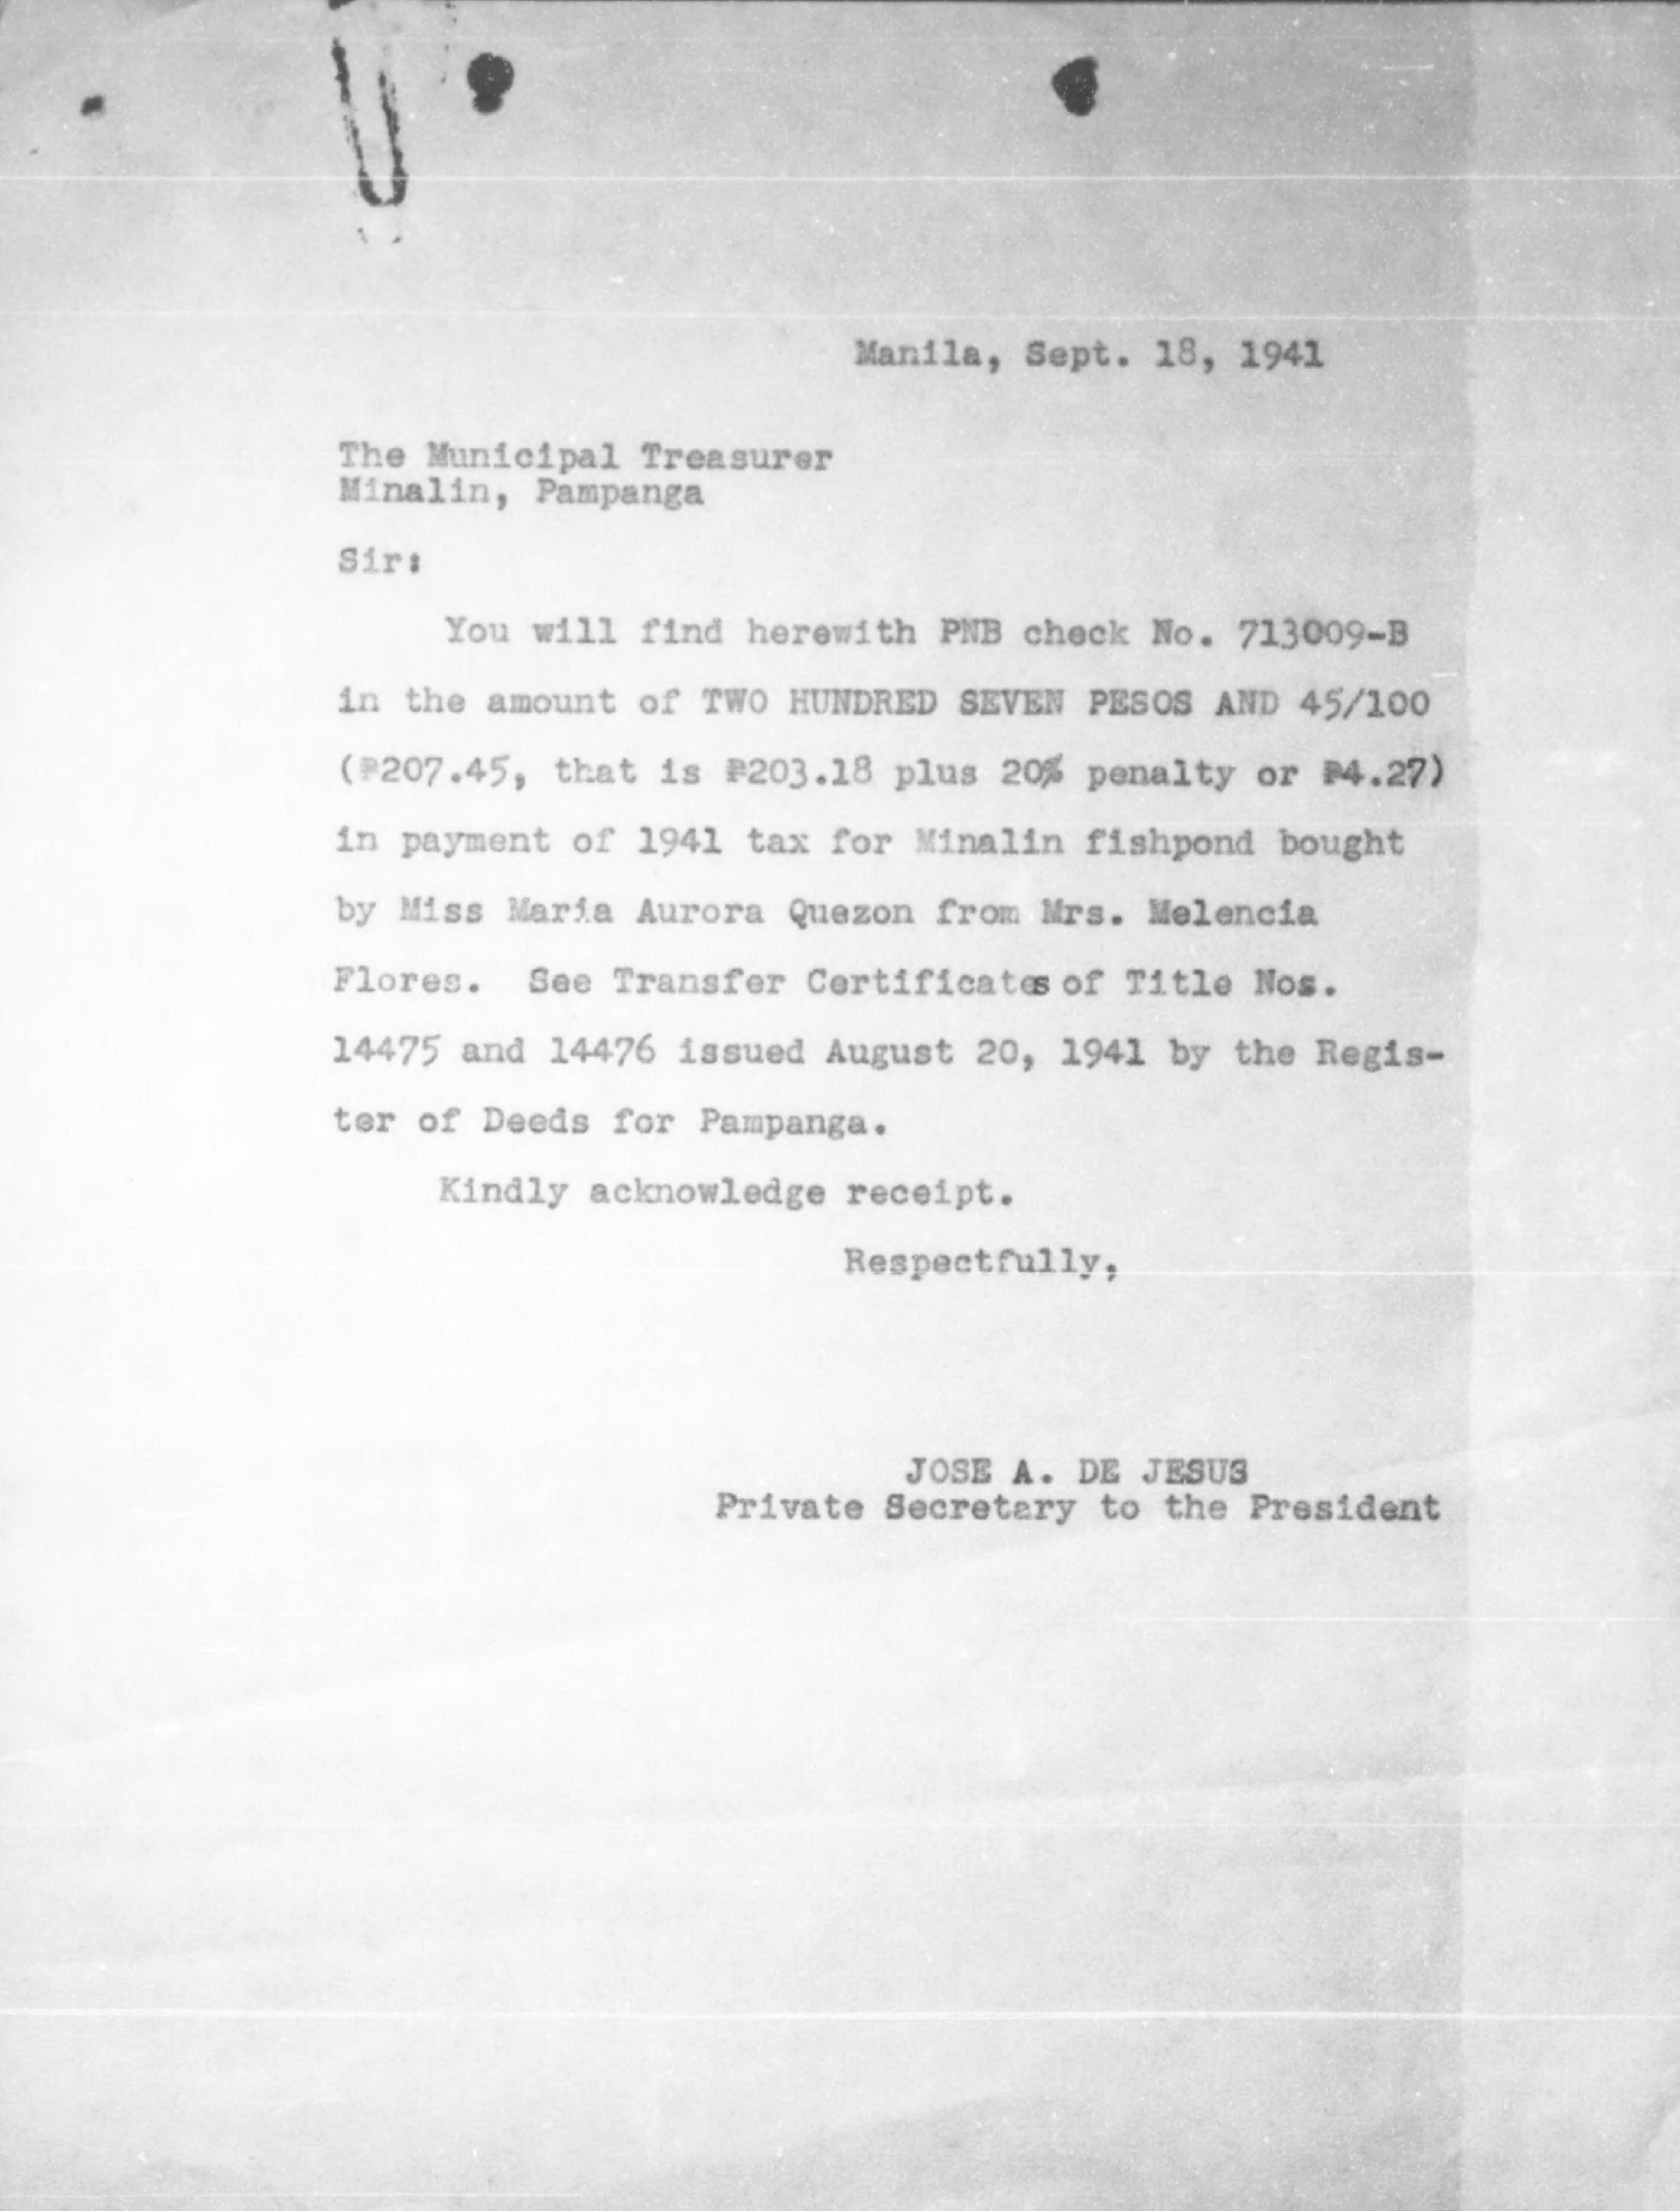 Manila, Sept. 18, 1941
The Municipal Treasurer
Minalin, Pampanga
Sir:
You will find herewith PNB check No. 713009-B
in the amount of TWO HUNDRED SEVEN PESOS AND 45/100
(₱207.45, that is ₱203.18 plus 20% penalty or ₱4.27)
in payment of 1941 tax for Minalin fishpond bought
by Miss Maria Aurora Quezon from Mrs. Melencia
Flores. See Transfer Certificates of Title Nos.
14475 and 14476 issued August 20, 1941 by the Regis-
ter of Deeds for Pampanga.
Kindly acknowledge receipt.
Respectfully,
JOSE A. DE JESUS
Private Secretary to the President